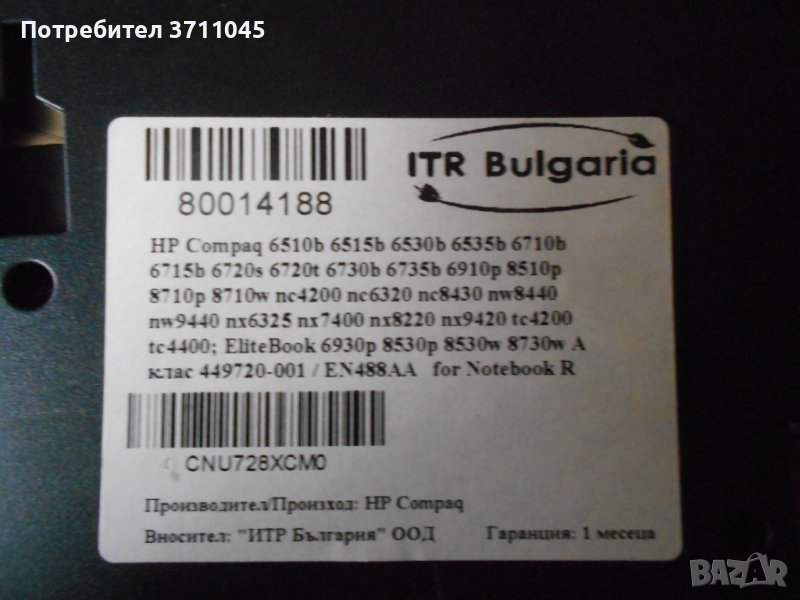 Потребител 3711045
ITR Bulgaria
80014188
HP Compaq 6510b 6515b 6530b 6535b 6710b
6715b 6720s 6720t 6730b 6735b 6910p 8510p
8710p 8710w nc4200 nc6320 nc8430 nw8440
nw9440 nx6325 nx7400 nx8220 nx9420 tc4200
tc4400; EliteBook 6930p 8530p 8530w 8730w A
клас 449720-001 / EN488AA for Notebook R
CNU728XCM0
Производител/Произход: HP Compaq
Вносител: "ИТР България" ООД Гаранция: 1 месеца
BAZAR